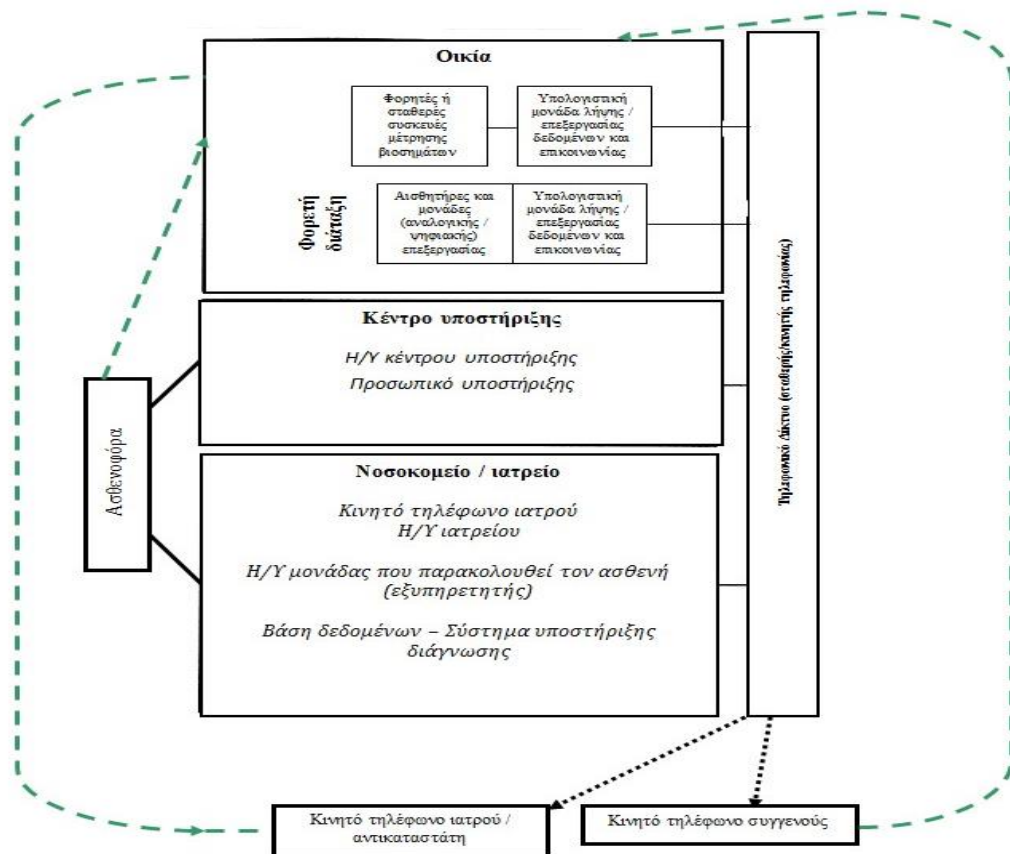 Οικία
Φορητές ή
σταθερές
συσκευές
μέτρησης
βιοσημάτων
Υπολογιστική
μονάδα λήψης /
επεξεργασίας
δεδομένων και
επικοινωνίας
Φορετή
διάταξη
Αισθητήρες και
μονάδες
(αναλογικής /
ψηφιακής)
επεξεργασίας
Υπολογιστική
μονάδα λήψης /
επεξεργασίας
δεδομένων και
επικοινωνίας
Κέντρο υποστήριξης
Η/Υ κέντρου υποστήριξης
Προσωπικό υποστήριξης
Ασθενοφόρα
Νοσοκομείο / ιατρείο
Κινητό τηλέφωνο ιατρού
Η/Υ ιατρείου
Η/Υ μονάδας που παρακολουθεί τον ασθενή
(εξυπηρετητής)
Βάση δεδομένων – Σύστημα υποστήριξης
διάγνωσης
Τηλεφωνικό Δίκτυο (σταθερής/κινητής τηλεφωνίας)
Κινητό τηλέφωνο ιατρού /
αντικαταστάτη
Κινητό τηλέφωνο συγγενούς